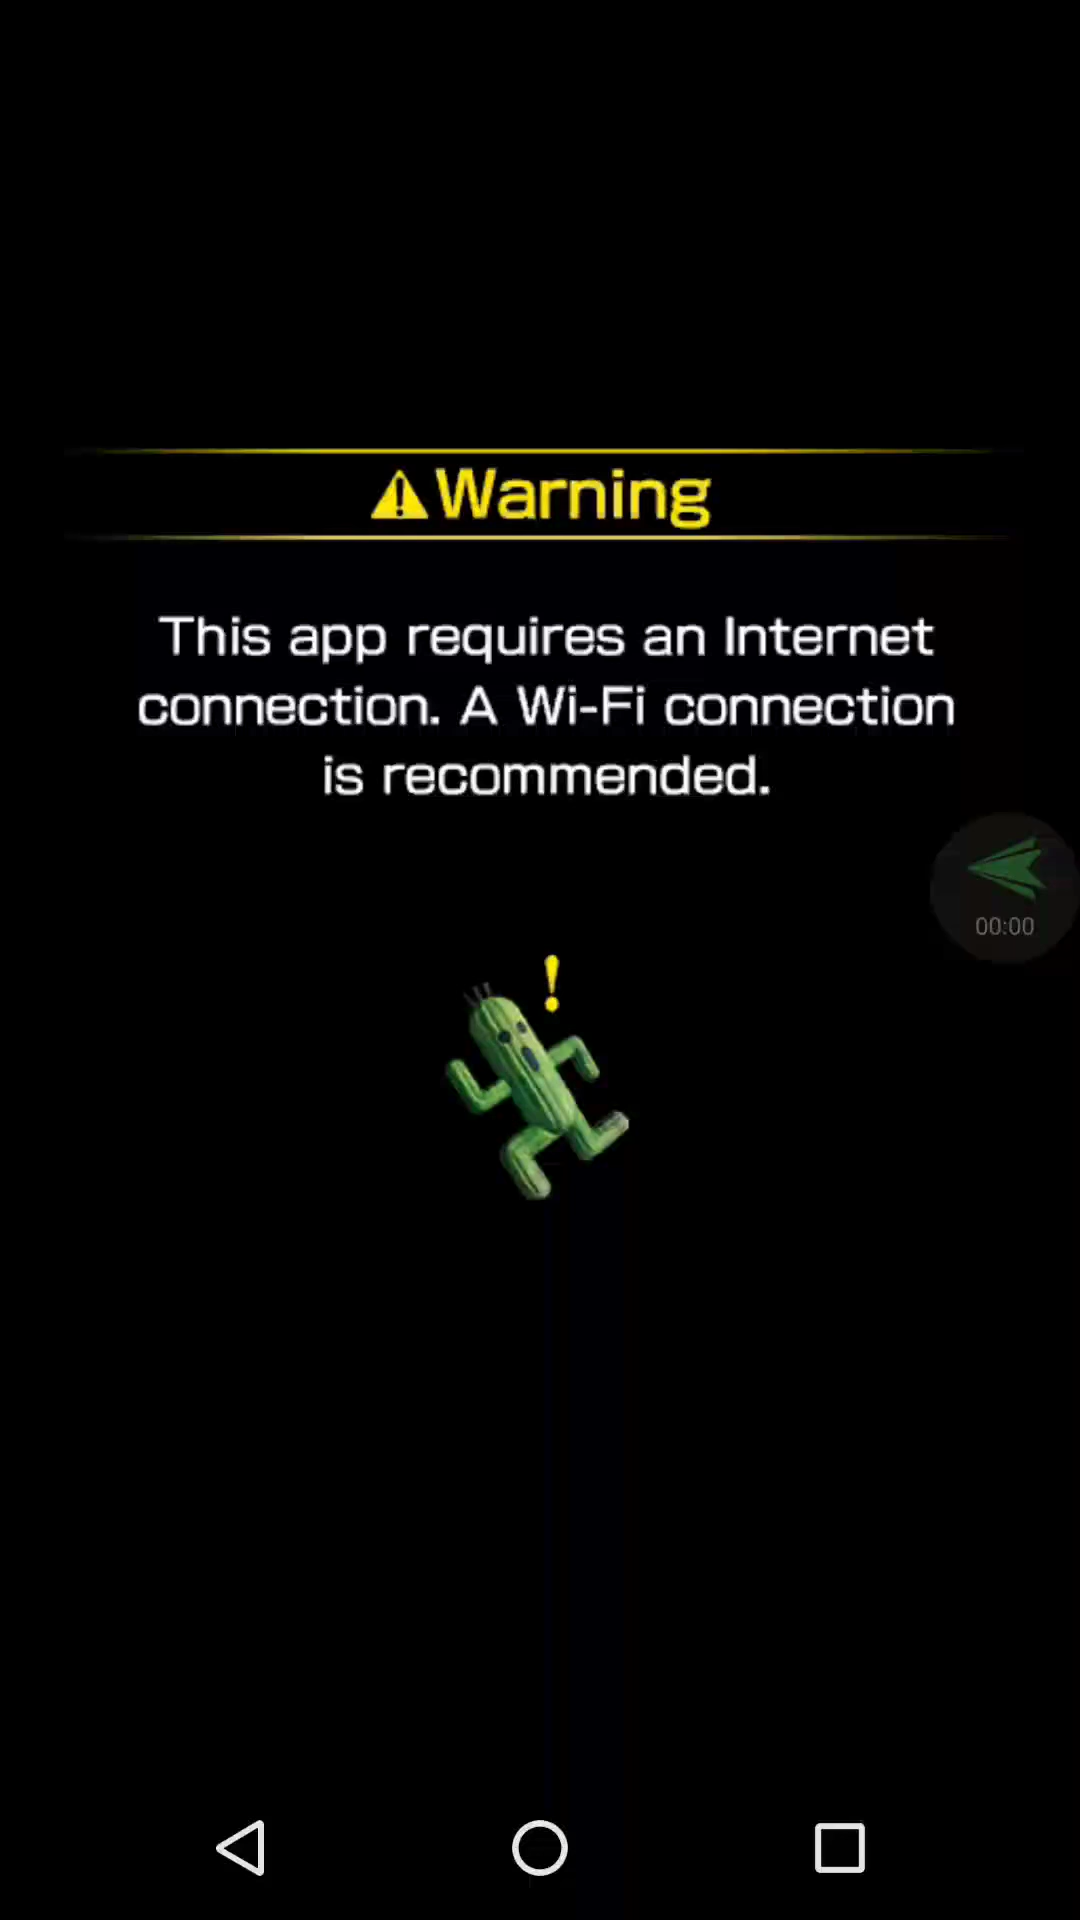 Warning
This app requires an Internet
connection. A Wi-Fi connection
is recommended.
00:00
!